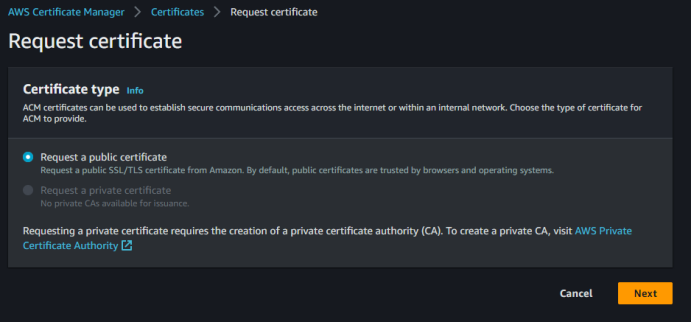 AWS Certificate Manager > Certificates > Request certificate
Request certificate
Certificate type Info
ACM certificates can be used to establish secure communications access across the internet or within an internal network. Choose the type of certificate for
ACM to provide.
Request a public certificate
Request a public SSL/TLS certificate from Amazon. By default, public certificates are trusted by browsers and operating systems.
Request a private certificate
No private CAs available for issuance.
Requesting a private certificate requires the creation of a private certificate authority (CA). To create a private CA, visit AWS Private
Certificate Authority
Cancel Next